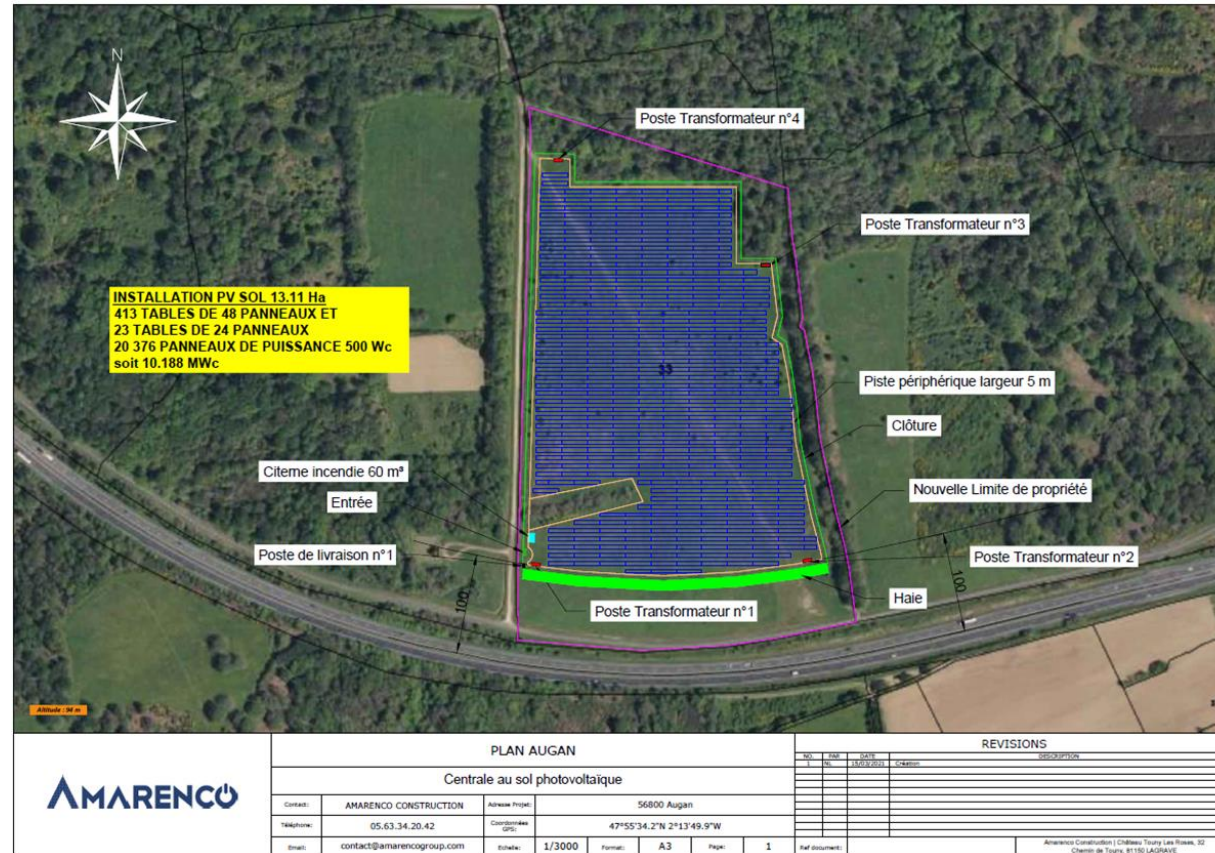 N
Poste Transformateur n°4
Poste Transformateur n°3
INSTALLATION PV SOL 13.11 Ha
413 TABLES DE 48 PANNEAUX ET
23 TABLES DE 24 PANNEAUX
20 376 PANNEAUX DE PUISSANCE 500 Wc
soit 10.188 MWc
33
Piste périphérique largeur 5 m
Clôture
Citerne incendie 60 m³
Nouvelle Limite de propriété
Entrée
Poste de livraison n°1
Poste Transformateur n°2
100
100
Haie
Poste Transformateur n°1
Altitude : 96 m
AMARENCO
PLAN AUGAN
Centrale au sol photovoltaïque
Contact: AMARENCO CONSTRUCTION Adresse Projet: 56800 Augan
Téléphone: 05.63.34.20.42 Coordonnées GPS: 47°55'34.2"N 2°13'49.9"W
Email: contact@amarencogroup.com Echelle: 1/3000 Format: A3 Page: 1
REVISIONS
NO. PAR DATE DESCRIPTION
1 NL 15/03/2021 Création
Ref document:
Amarenco Construction | Château Touny Les Roses, 32
Chemin de Touny, 81150 LAGRAVE